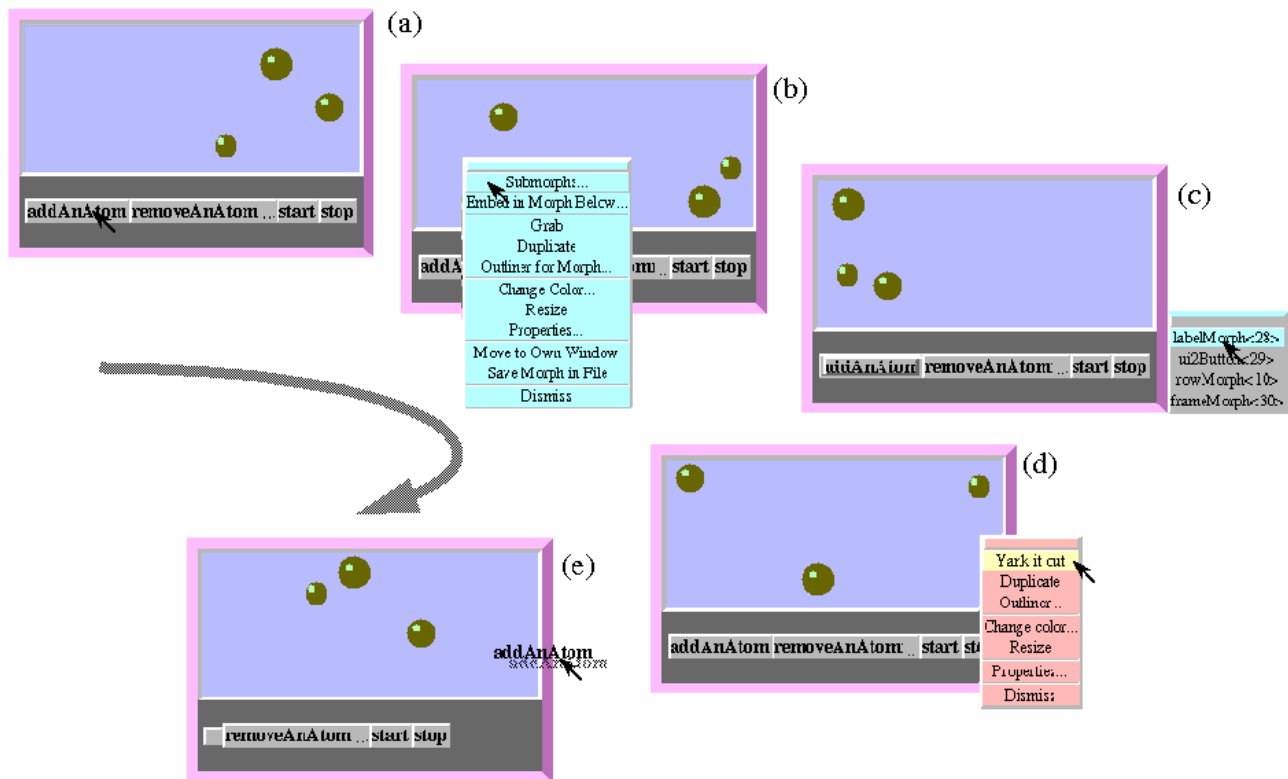 (a)
addAnAtom removeAnAtom ... start stop
(b)
Submorphs...
Embed in Morph Below...
Grab
Duplicate
Outliner for Morph...
Change Color...
Resize
Properties...
Move to Own Window
Save Morph in File
Dismiss
start stop
(c)
removeAnAtom ... start stop
labelMorph<28>
ui2Button<29>
rowMorph<10>
frameMorph<30>
(d)
addAnAtom removeAnAtom ... start
Yank it out
Duplicate
Outliner...
Change color...
Resize
Properties...
Dismiss
(e)
addAnAtom
addAnAtom
removeAnAtom ... start stop